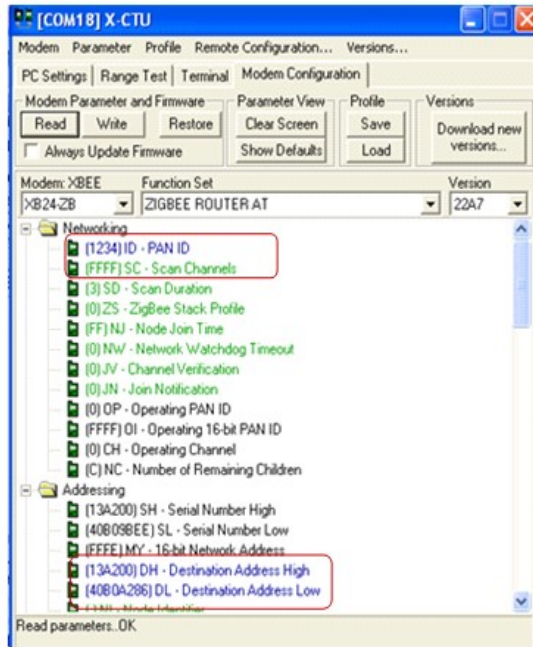 [COM18] X-CTU
Modem Parameter Profile Remote Configuration... Versions...
PC Settings Range Test Terminal Modem Configuration
Modem Parameter and Firmware Parameter View Profile Versions
Read Write Restore Clear Screen Save Download new versions...
Always Update Firmware Show Defaults Load
Modem: XBEE Function Set Version
XB24-ZB ZIGBEE ROUTER AT 22A7
Networking
(1234) ID - PAN ID
(FFFF) SC - Scan Channels
(3) SD - Scan Duration
(0) ZS - ZigBee Stack Profile
(FF) NJ - Node Join Time
(0) NW - Network Watchdog Timeout
(0) JV - Channel Verification
(0) JN - Join Notification
(0) OP - Operating PAN ID
(FFFF) OI - Operating 16-bit PAN ID
(0) CH - Operating Channel
(C) NC - Number of Remaining Children
Addressing
(13A200) SH - Serial Number High
(40B09BEE) SL - Serial Number Low
(FFFE) MY - 16-bit Network Address
(13A200) DH - Destination Address High
(40B0A286) DL - Destination Address Low
( ) NI - Node Identifier
Read parameters..OK